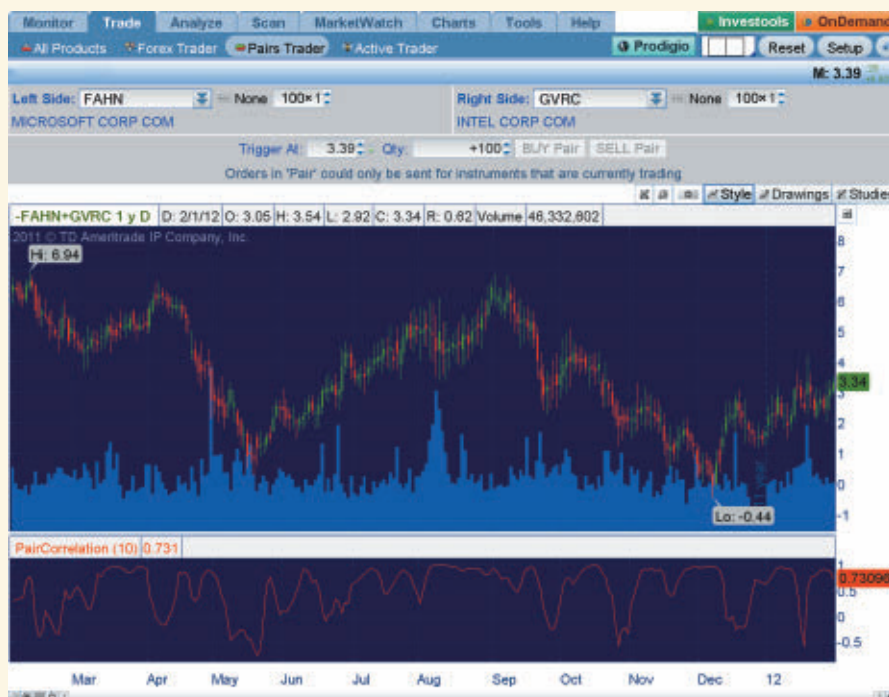 Monitor Trade Analyze Scan MarketWatch Charts Tools Help Investools OnDemand
All Products Forex Trader Pairs Trader Active Trader Prodigio Reset Setup
M: 3.39
Left Side: FAHN None 100×1 Right Side: GVRC None 100×1
MICROSOFT CORP COM INTEL CORP COM
Trigger At: 3.39 Qty: +100 BUY Pair SELL Pair
Orders in 'Pair' could only be sent for instruments that are currently trading
Style Drawings Studies
-FAHN+GVRC 1 y D D: 2/1/12 O: 3.05 H: 3.54 L: 2.92 C: 3.34 R: 0.62 Volume 46,332,602
2011 © TD Ameritrade IP Company, Inc.
Hi: 6.94
8
7
6
5
4
3.34
3
2
1
0
-1
Lo: -0.44
PairCorrelation (10) 0.731
1
0.73096
0.5
0
-0.5
Mar Apr May Jun Jul Aug Sep Oct Nov Dec 12